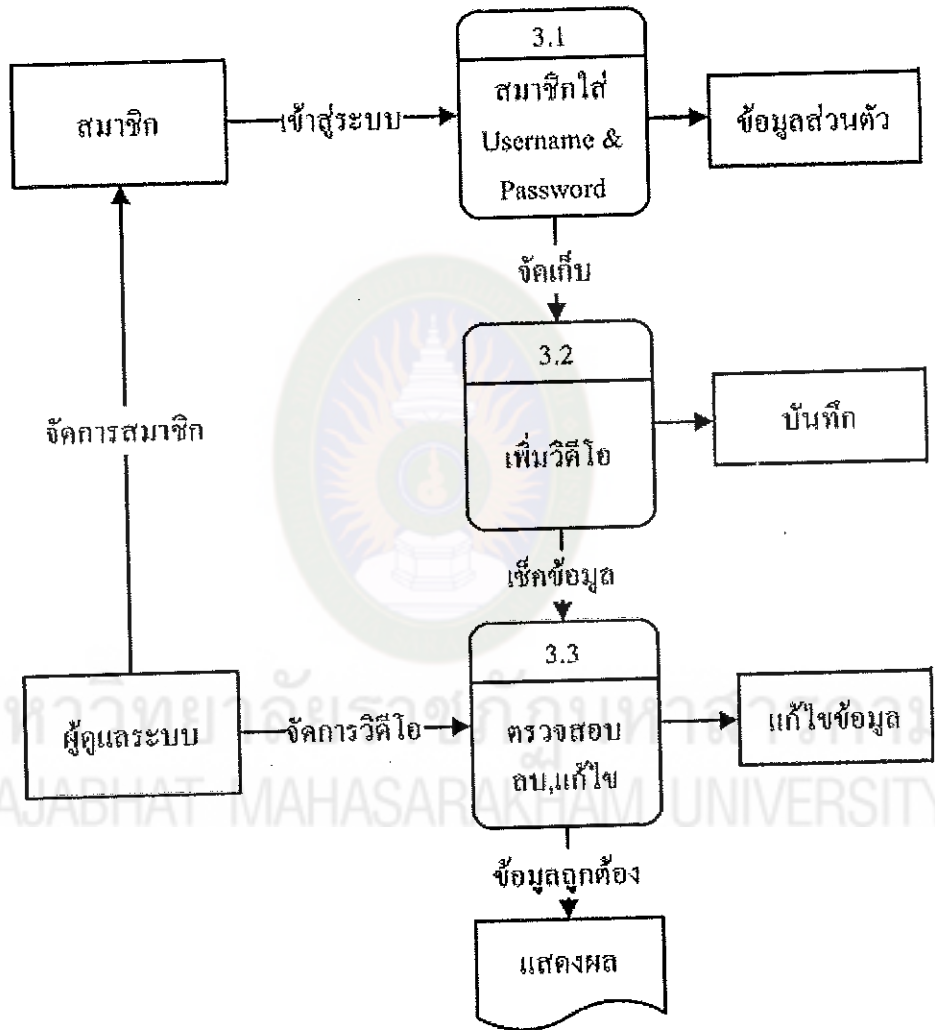 3.1
สมาชิก
เข้าสู่ระบบ
สมาชิกใส่
Username &
Password
ข้อมูลส่วนตัว
จัดเก็บ
3.2
เพิ่มวิดีโอ
บันทึก
จัดการสมาชิก
เช็คข้อมูล
3.3
ผู้ดูแลระบบ
จัดการวิดีโอ
ตรวจสอบ
ลบ,แก้ไข
แก้ไขข้อมูล
หาวิทยาลัยราชภัฏมหาสารคาม
RAJABHAT MAHASARAKHAM UNIVERSITY
ข้อมูลถูกต้อง
แสดงผล